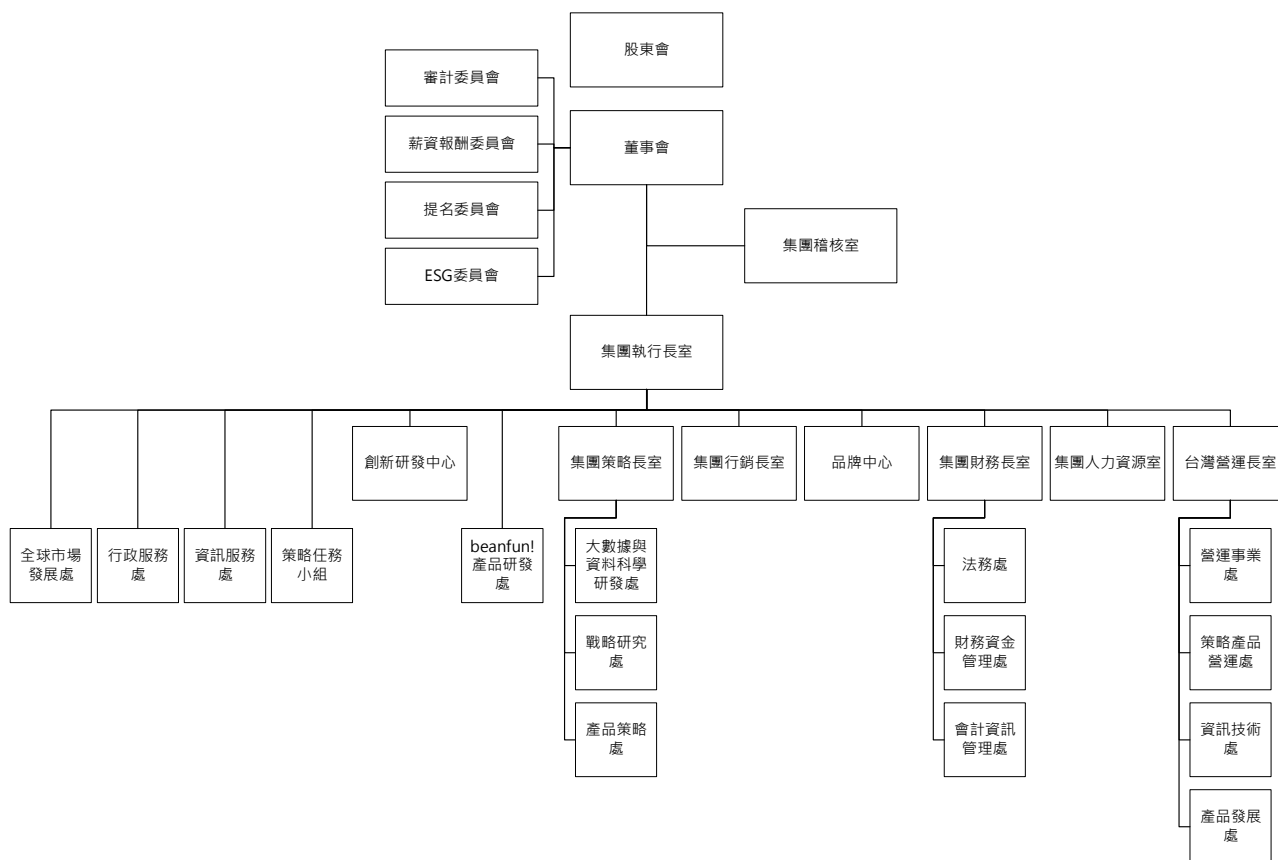 股東會
審計委員會
薪資報酬委員會
董事會
提名委員會
ESG委員會
集團稽核室
集團執行長室
創新研發中心
集團策略長室
集團行銷長室
品牌中心
集團財務長室
集團人力資源室
台灣營運長室
全球市場
發展處
行政服務
處
資訊服務
處
策略任務
小組
beanfun!
產品研發
處
大數據與
資料科學
研發處
法務處
營運事業
處
戰略研究
處
財務資金
管理處
策略產品
營運處
產品策略
處
會計資訊
管理處
資訊技術
處
產品發展
處